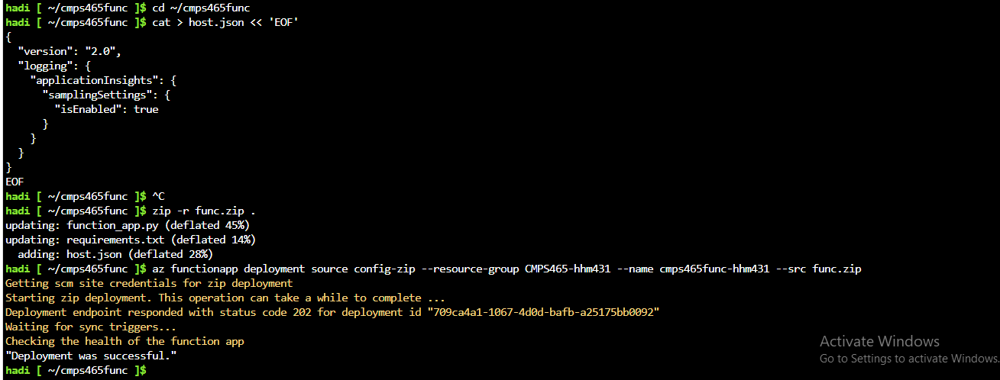 hadi [ ~/cmps465func ]$ cd ~/cmps465func
hadi [ ~/cmps465func ]$ cat > host.json << 'EOF'
{
  "version": "2.0",
  "logging": {
    "applicationInsights": {
      "samplingSettings": {
        "isEnabled": true
      }
    }
  }
}
EOF
hadi [ ~/cmps465func ]$ ^C
hadi [ ~/cmps465func ]$ zip -r func.zip .
updating: function_app.py (deflated 45%)
updating: requirements.txt (deflated 14%)
  adding: host.json (deflated 28%)
hadi [ ~/cmps465func ]$ az functionapp deployment source config-zip --resource-group CMPS465-hhm431 --name cmps465func-hhm431 --src func.zip
Getting scm site credentials for zip deployment
Starting zip deployment. This operation can take a while to complete ...
Deployment endpoint responded with status code 202 for deployment id "709ca4a1-1067-4d0d-bafb-a25175bb0092"
Waiting for sync triggers...
Checking the health of the function app
"Deployment was successful."
hadi [ ~/cmps465func ]$
Activate Windows
Go to Settings to activate Windows.